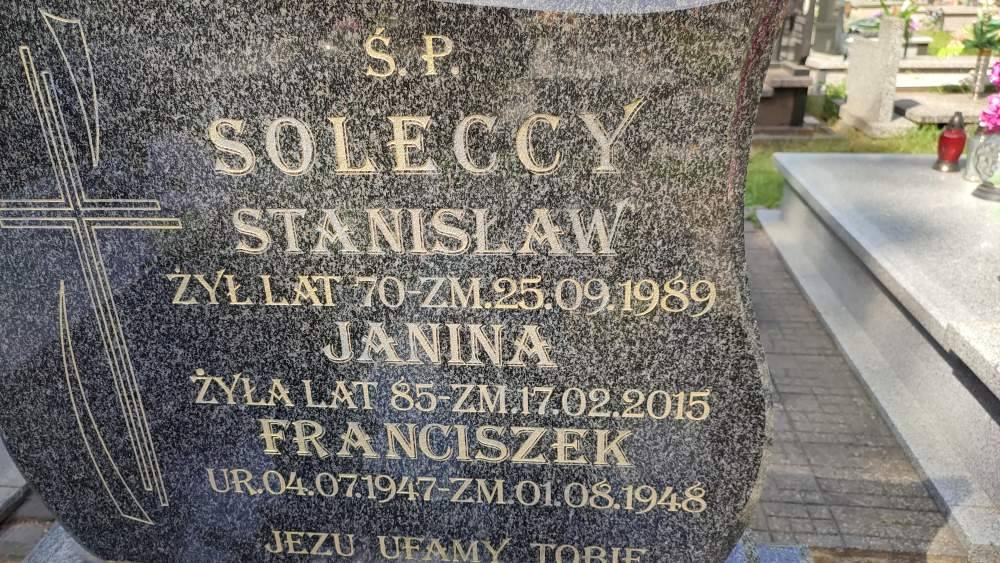 Ś. P.
SOLECCY
STANISŁAW
ŻYŁ LAT 70-ZM.25.09.1989
JANINA
ŻYŁA LAT 85-ZM.17.02.2015
FRANCISZEK
UR.04.07.1947-ZM.01.08.1948
JEZU UFAMY TOBIE